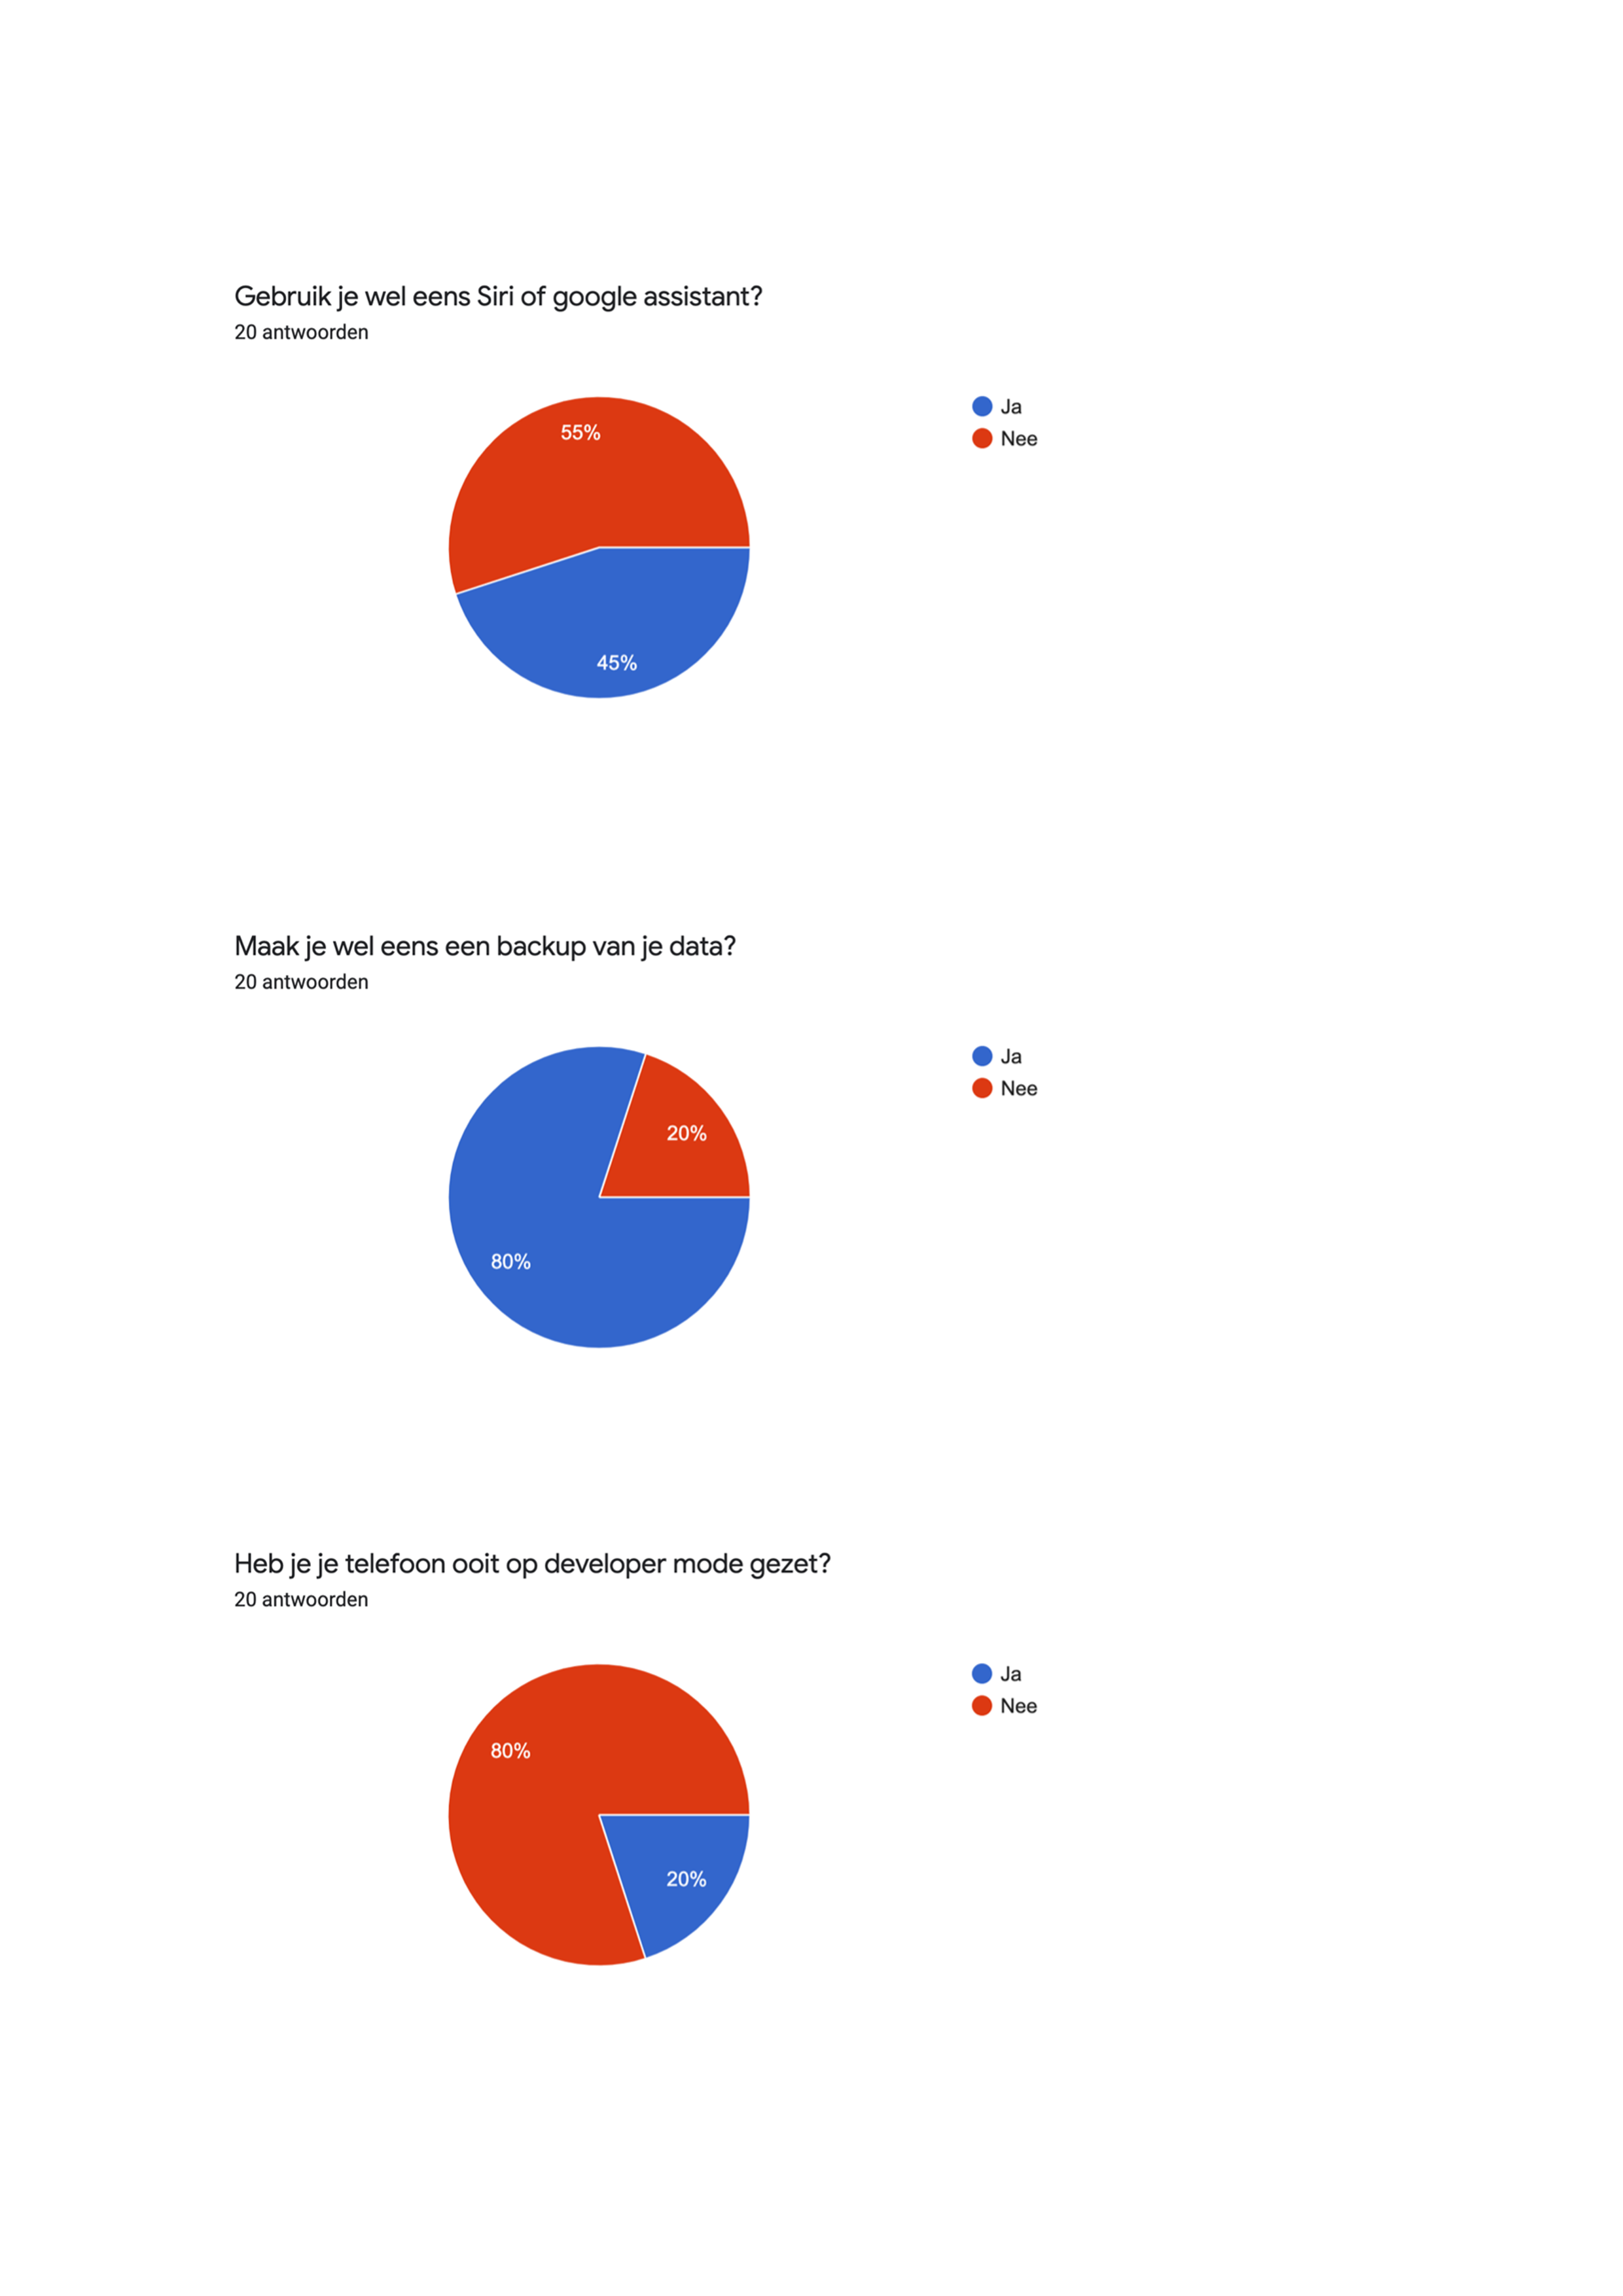 Gebruik je wel eens Siri of google assistant?
20 antwoorden
Ja
Nee
55%
45%
Maak je wel eens een backup van je data?
20 antwoorden
Ja
Nee
20%
80%
Heb je je telefoon ooit op developer mode gezet?
20 antwoorden
Ja
Nee
80%
20%